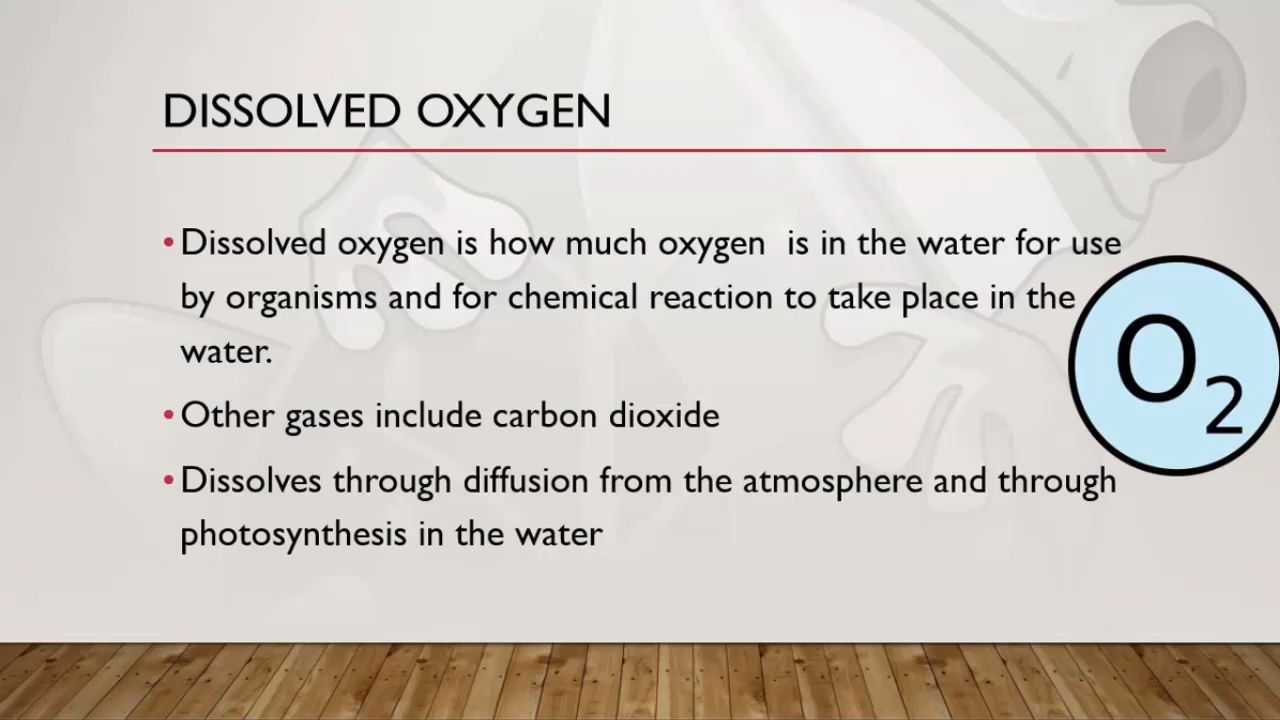 DISSOLVED OXYGEN
• Dissolved oxygen is how much oxygen  is in the water for use
by organisms and for chemical reaction to take place in the
water.
• Other gases include carbon dioxide
• Dissolves through diffusion from the atmosphere and through
photosynthesis in the water
O2